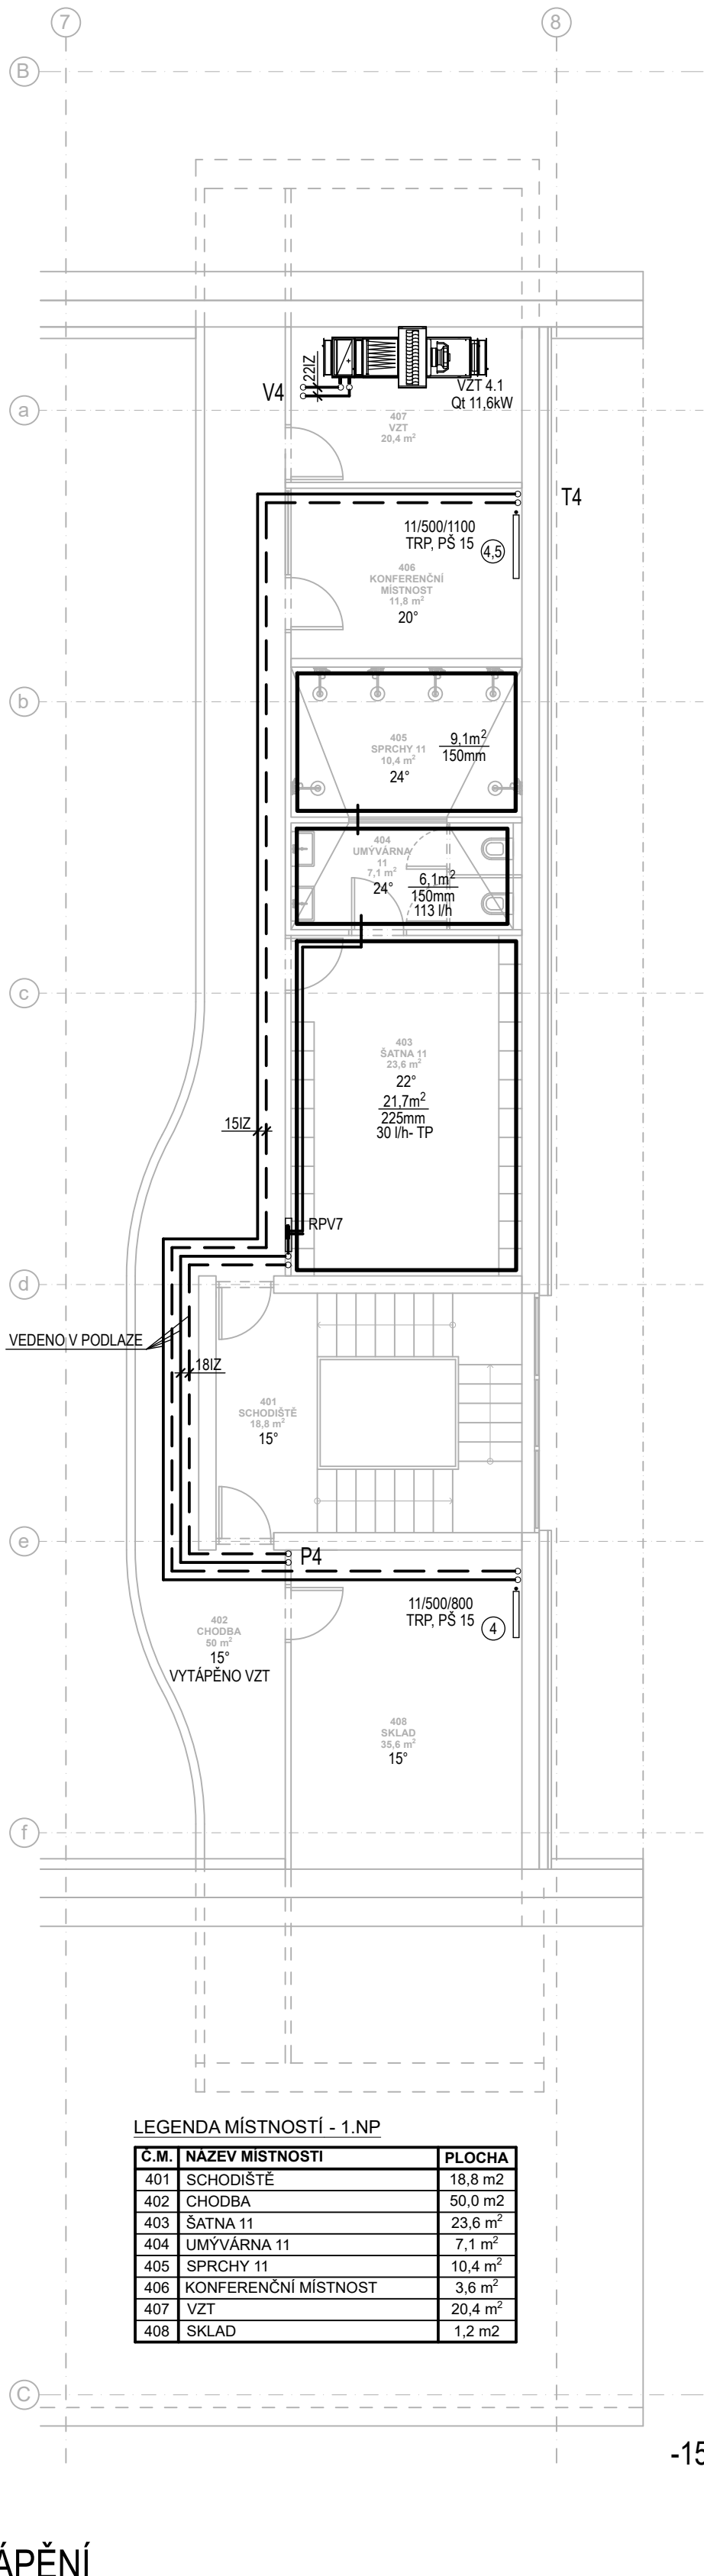 7
8
B
22IZ
V4
VZT 4.1
Qt 11,6kW
a
407
VZT
20,4 m²
T4
11/500/1100
TRP, PŠ 15
4,5
406
KONFERENČNÍ
MÍSTNOST
11,8 m²
20°
b
405
SPRCHY 11
10,4 m²
24°
9,1m²
150mm
404
UMÝVÁRNA
11
7,1 m²
24°
6,1m²
150mm
113 l/h
c
403
ŠATNA 11
23,6 m²
22°
21,7m²
225mm
30 l/h- TP
15IZ
RPV7
d
VEDENO V PODLAZE
18IZ
401
SCHODIŠTĚ
18,8 m²
15°
e
P4
11/500/800
TRP, PŠ 15
4
402
CHODBA
50 m²
15°
VYTÁPĚNO VZT
408
SKLAD
35,6 m²
15°
f
LEGENDA MÍSTNOSTÍ - 1.NP
Č.M. NÁZEV MÍSTNOSTI PLOCHA
401 SCHODIŠTĚ 18,8 m2
402 CHODBA 50,0 m2
403 ŠATNA 11 23,6 m²
404 UMÝVÁRNA 11 7,1 m²
405 SPRCHY 11 10,4 m²
406 KONFERENČNÍ MÍSTNOST 3,6 m²
407 VZT 20,4 m²
408 SKLAD 1,2 m2
C
-15
ÁPĚNÍ